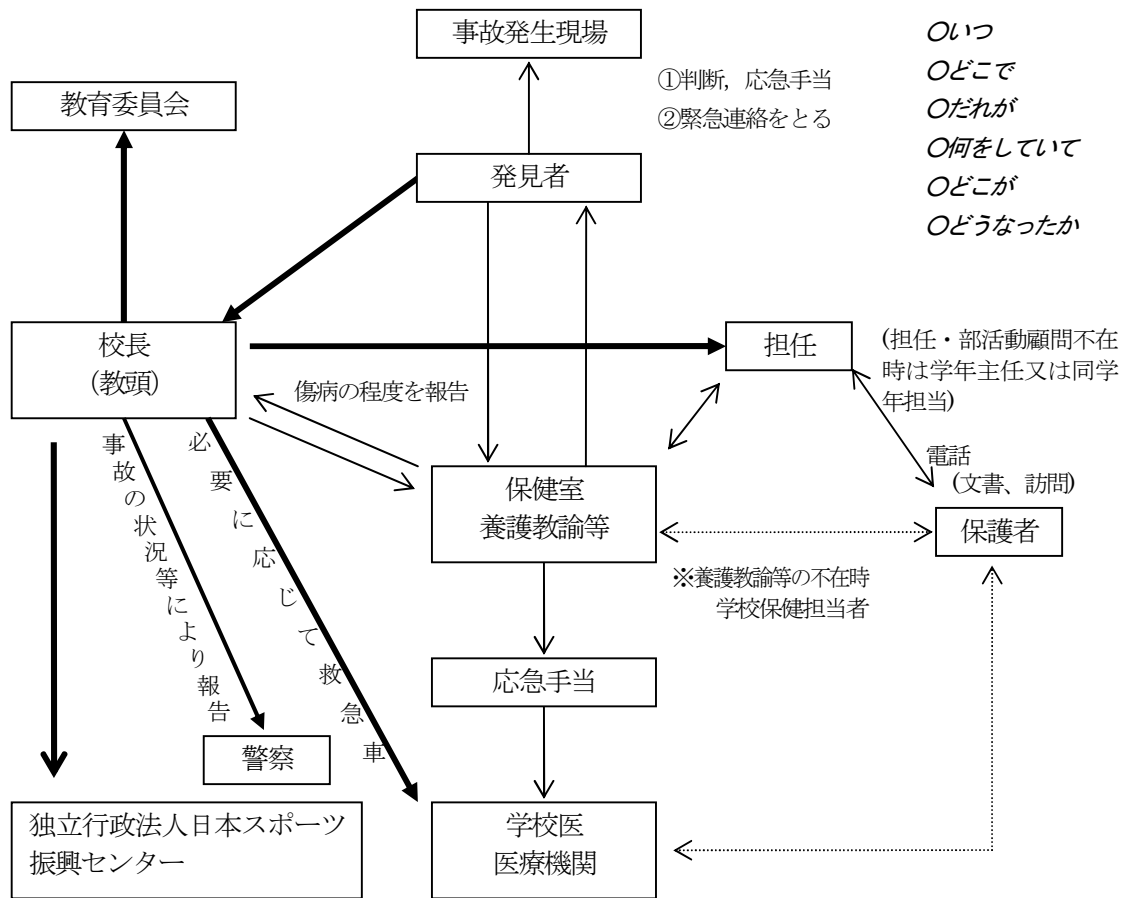 事故発生現場
○いつ
○どこで
○だれが
○何をしていて
○どこが
○どうなったか
①判断，応急手当
②緊急連絡をとる
教育委員会
発見者
校長
(教頭)
担任
(担任・部活動顧問不在
時は学年主任又は同学
年担当)
傷病の程度を報告
電話
(文書、訪問)
事故の状況等により報告
必要に応じて救急車
保健室
養護教諭等
保護者
※養護教諭等の不在時
学校保健担当者
応急手当
警察
独立行政法人日本スポーツ
振興センター
学校医
医療機関